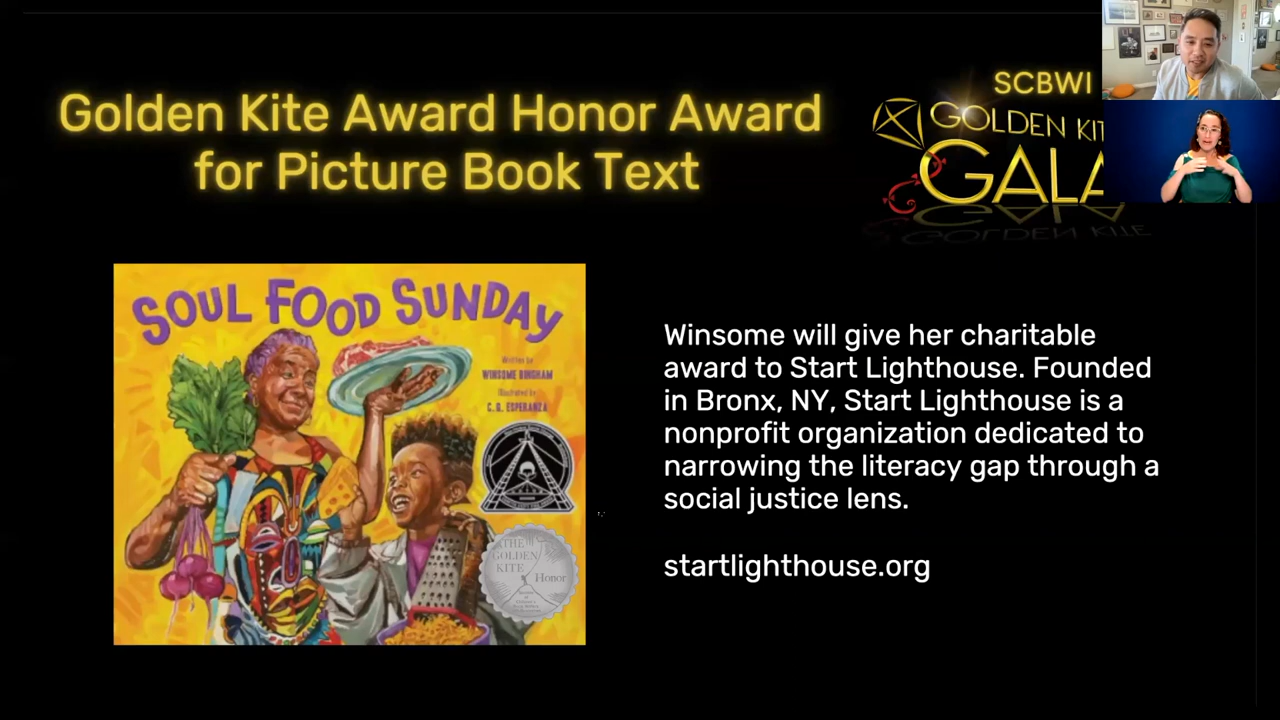 Golden Kite Award Honor Award
for Picture Book Text
SCBWI
GOLDEN KIT
GALA
SOUL FOOD SUNDAY
Written by
WINSOME BINGHAM
Illustrated by
C. G. ESPERANZA
THE
GOLDEN
KITE
Honor
Winsome will give her charitable
award to Start Lighthouse. Founded
in Bronx, NY, Start Lighthouse is a
nonprofit organization dedicated to
narrowing the literacy gap through a
social justice lens.
startlighthouse.org